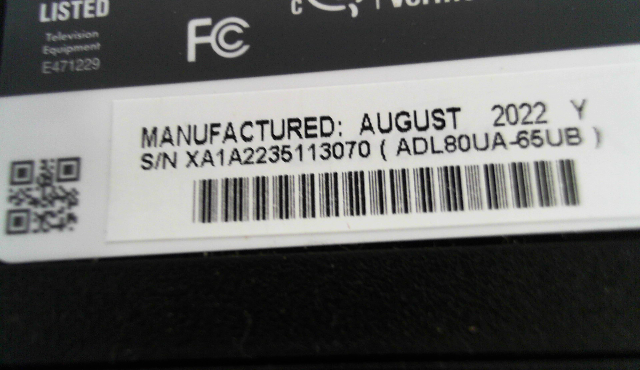 LISTED
Television
Equipment
E471229
FC
MANUFACTURED: AUGUST 2022 Y
S/N XA1A2235113070 ( ADL80UA-65UB )